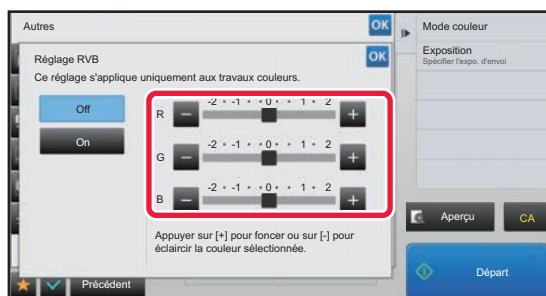 Autres
OK
Mode couleur
Exposition
Spécifier l'expo. d'envoi
Réglage RVB
OK
Ce réglage s'applique uniquement aux travaux couleurs.
Off
On
R - -2 • -1 • • 0 • • 1 • 2 +
G - -2 • -1 • • 0 • • 1 • 2 +
B - -2 • -1 • • 0 • • 1 • 2 +
Appuyer sur [+] pour foncer ou sur [-] pour
éclaircir la couleur sélectionnée.
Aperçu
CA
Précédent
Départ